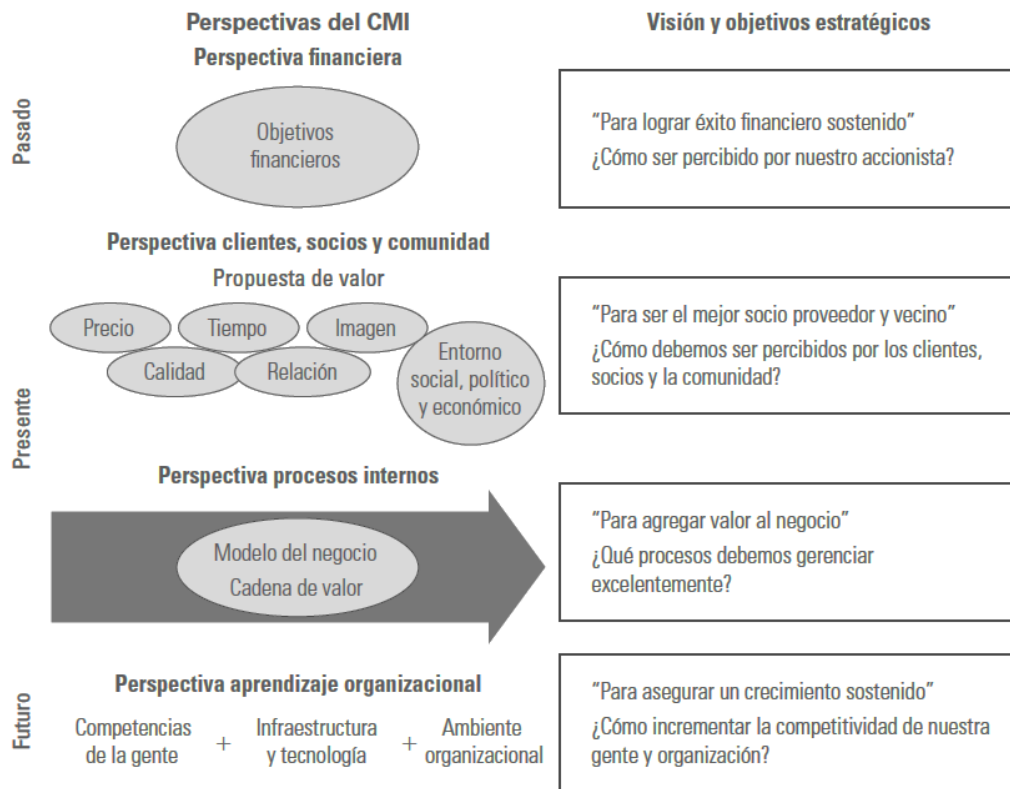 Perspectivas del CMI
Visión y objetivos estratégicos
Perspectiva financiera
Pasado
Objetivos
financieros
“Para lograr éxito financiero sostenido”
¿Cómo ser percibido por nuestro accionista?
Perspectiva clientes, socios y comunidad
Propuesta de valor
Presente
Precio
Tiempo
Imagen
Calidad
Relación
Entorno
social, político
y económico
“Para ser el mejor socio proveedor y vecino”
¿Cómo debemos ser percibidos por los clientes,
socios y la comunidad?
Perspectiva procesos internos
Modelo del negocio
Cadena de valor
“Para agregar valor al negocio”
¿Qué procesos debemos gerenciar
excelentemente?
Perspectiva aprendizaje organizacional
Futuro
Competencias
de la gente
+
Infraestructura
y tecnología
+
Ambiente
organizacional
“Para asegurar un crecimiento sostenido”
¿Cómo incrementar la competitividad de nuestra
gente y organización?